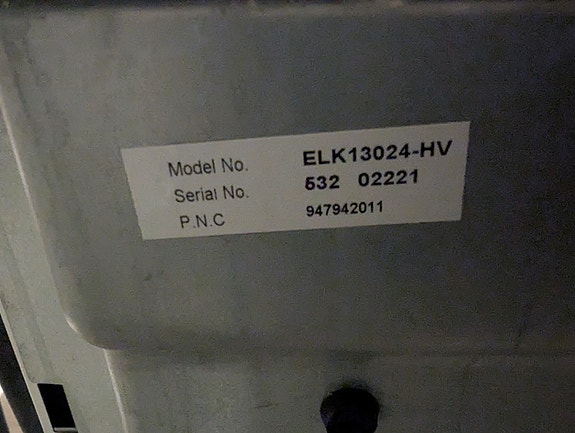 Model No. ELK13024-HV
Serial No. 532 02221
P.N.C 947942011